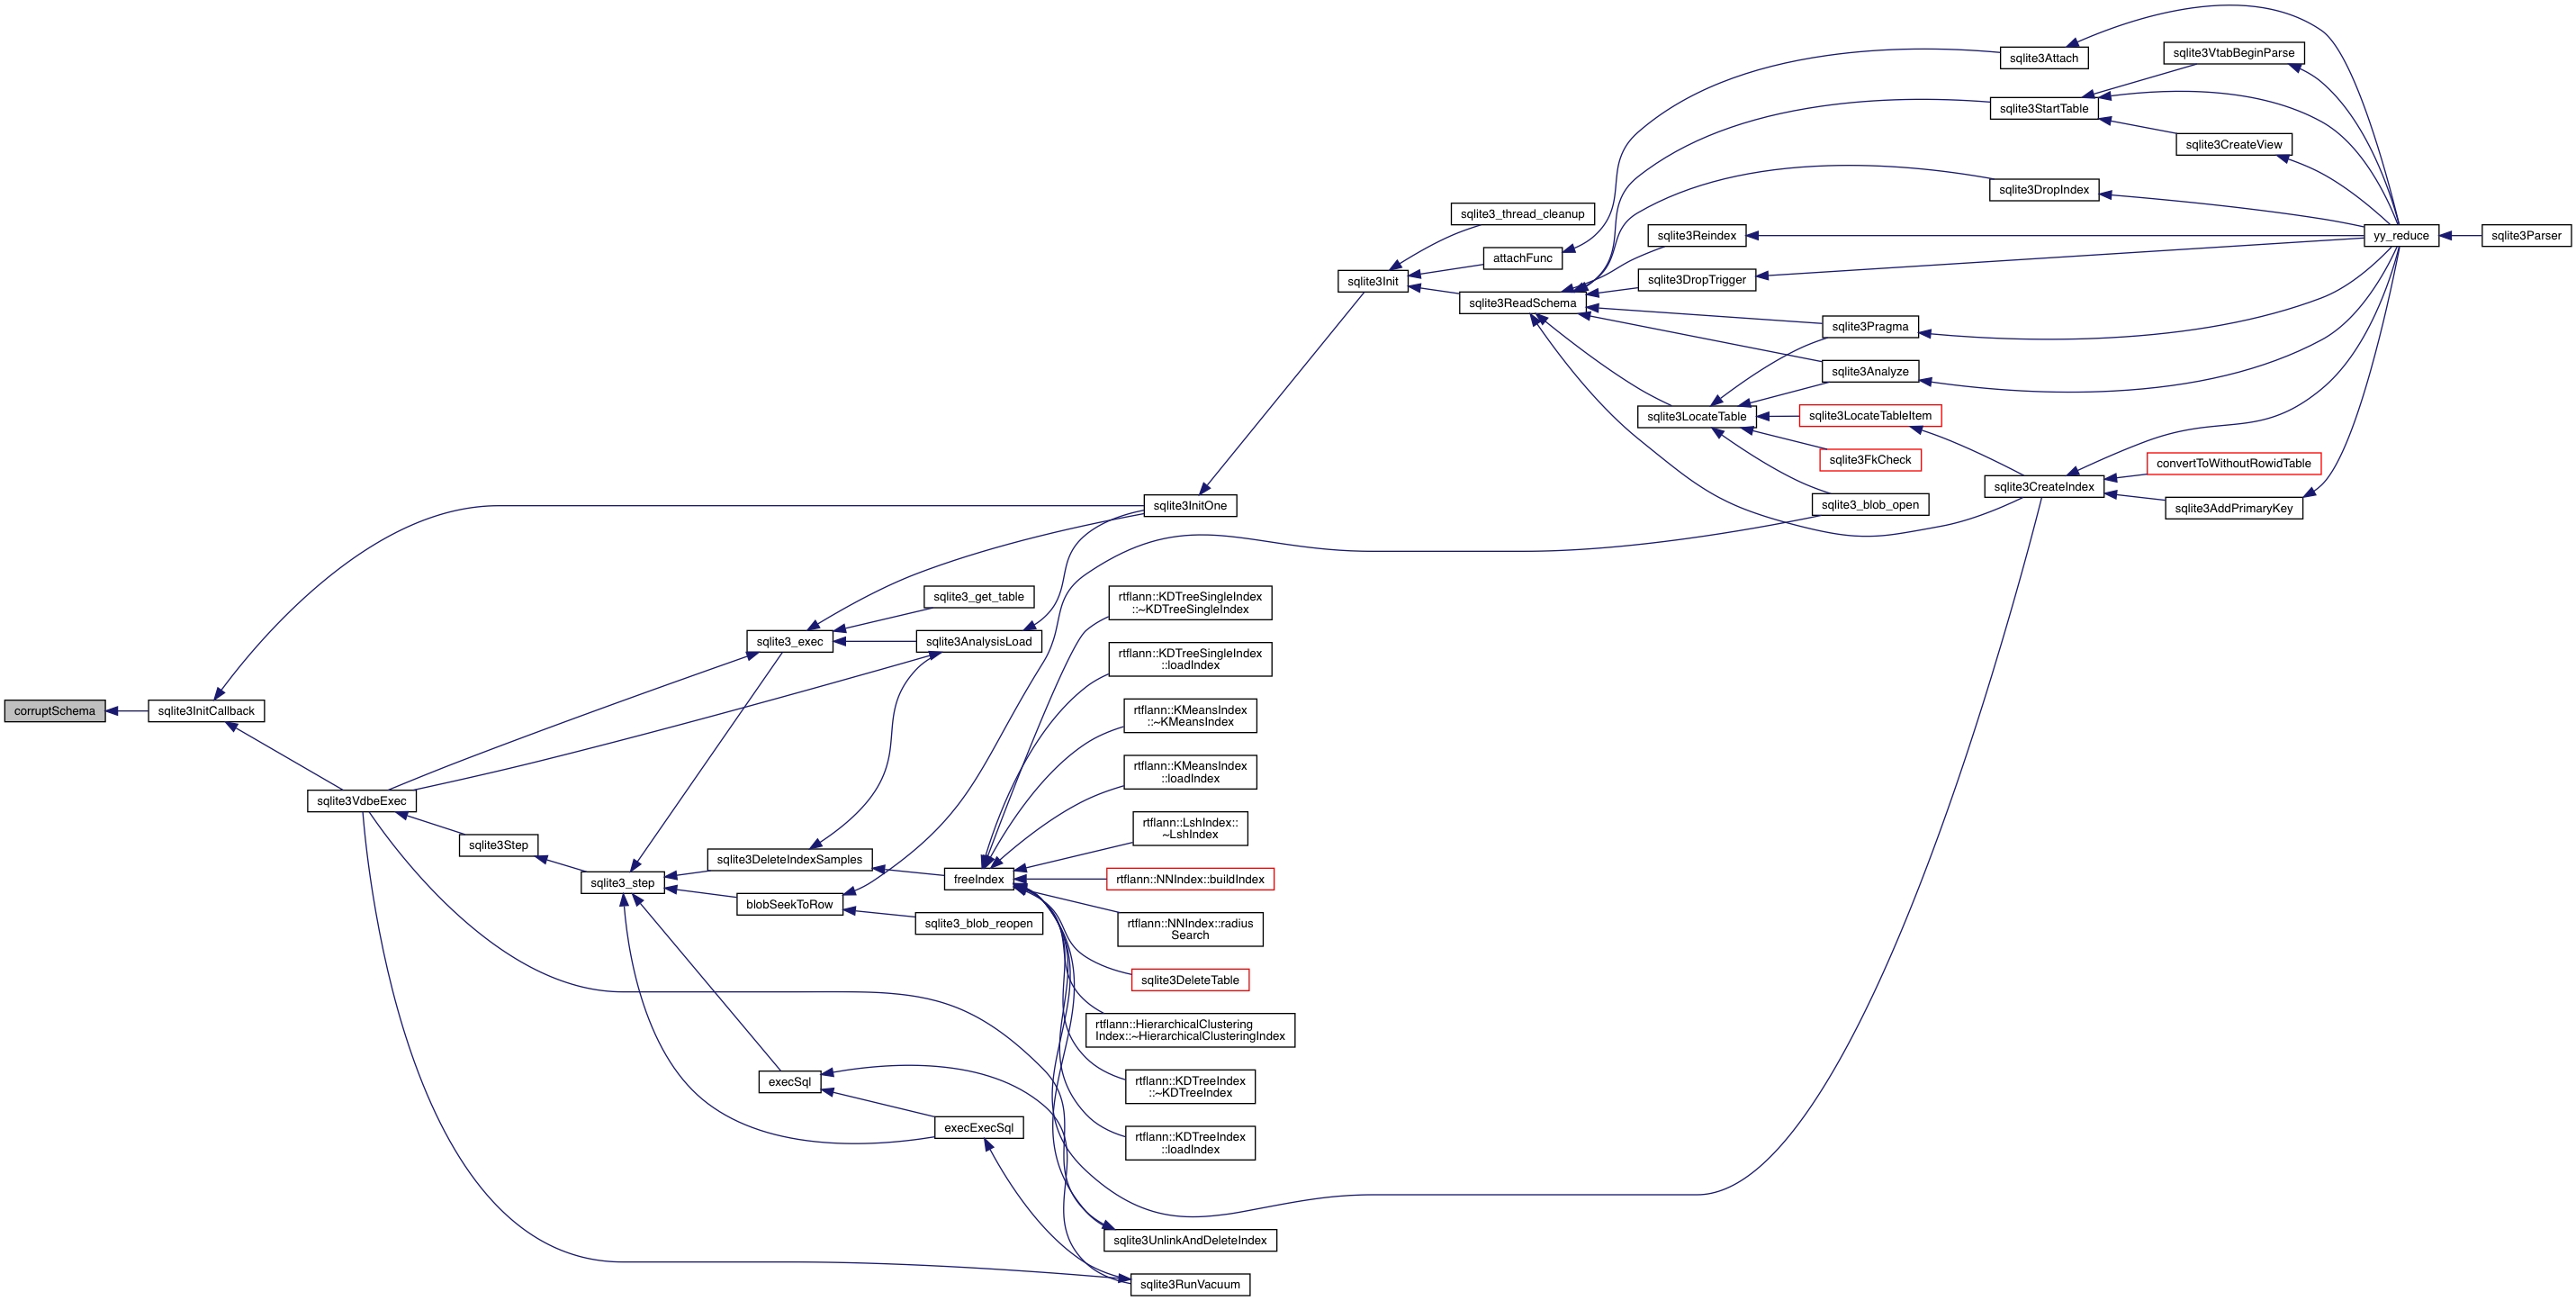 sqlite3Attach
sqlite3VtabBeginParse
sqlite3StartTable
sqlite3CreateView
sqlite3DropIndex
sqlite3_thread_cleanup
sqlite3Reindex
yy_reduce
sqlite3Parser
attachFunc
sqlite3Init
sqlite3DropTrigger
sqlite3ReadSchema
sqlite3Pragma
sqlite3Analyze
sqlite3LocateTable
sqlite3LocateTableItem
sqlite3FkCheck
convertToWithoutRowidTable
sqlite3CreateIndex
sqlite3InitOne
sqlite3_blob_open
sqlite3AddPrimaryKey
sqlite3_get_table
rtflann::KDTreeSingleIndex
::~KDTreeSingleIndex
sqlite3_exec
sqlite3AnalysisLoad
rtflann::KDTreeSingleIndex
::loadIndex
corruptSchema
sqlite3InitCallback
rtflann::KMeansIndex
::~KMeansIndex
rtflann::KMeansIndex
::loadIndex
sqlite3VdbeExec
rtflann::LshIndex::
~LshIndex
sqlite3Step
sqlite3DeleteIndexSamples
sqlite3_step
freeIndex
rtflann::NNIndex::buildIndex
blobSeekToRow
sqlite3_blob_reopen
rtflann::NNIndex::radius
Search
sqlite3DeleteTable
rtflann::HierarchicalClustering
Index::~HierarchicalClusteringIndex
execSql
rtflann::KDTreeIndex
::~KDTreeIndex
execExecSql
rtflann::KDTreeIndex
::loadIndex
sqlite3UnlinkAndDeleteIndex
sqlite3RunVacuum